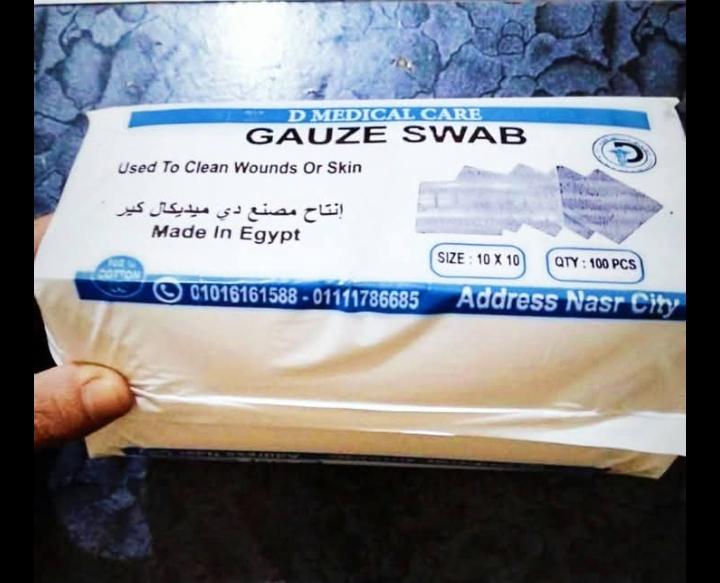 D MEDICAL CARE
GAUZE SWAB
Used To Clean Wounds Or Skin
إنتاج مصنع دي ميديكال كير
Made In Egypt
SIZE : 10 X 10
QTY : 100 PCS
COTTON
01016161588 - 01111786685
Address Nasr City